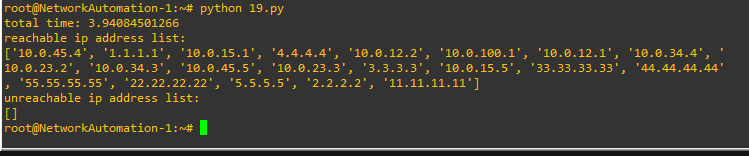 root@NetworkAutomation-1:~# python 19.py
total time: 3.94084501266
reachable ip address list:
['10.0.45.4', '1.1.1.1', '10.0.15.1', '4.4.4.4', '10.0.12.2', '10.0.100.1', '10.0.12.1', '10.0.34.4', '
10.0.23.2', '10.0.34.3', '10.0.45.5', '10.0.23.3', '3.3.3.3', '10.0.15.5', '33.33.33.33', '44.44.44.44'
, '55.55.55.55', '22.22.22.22', '5.5.5.5', '2.2.2.2', '11.11.11.11']
unreachable ip address list:
[]
root@NetworkAutomation-1:~#